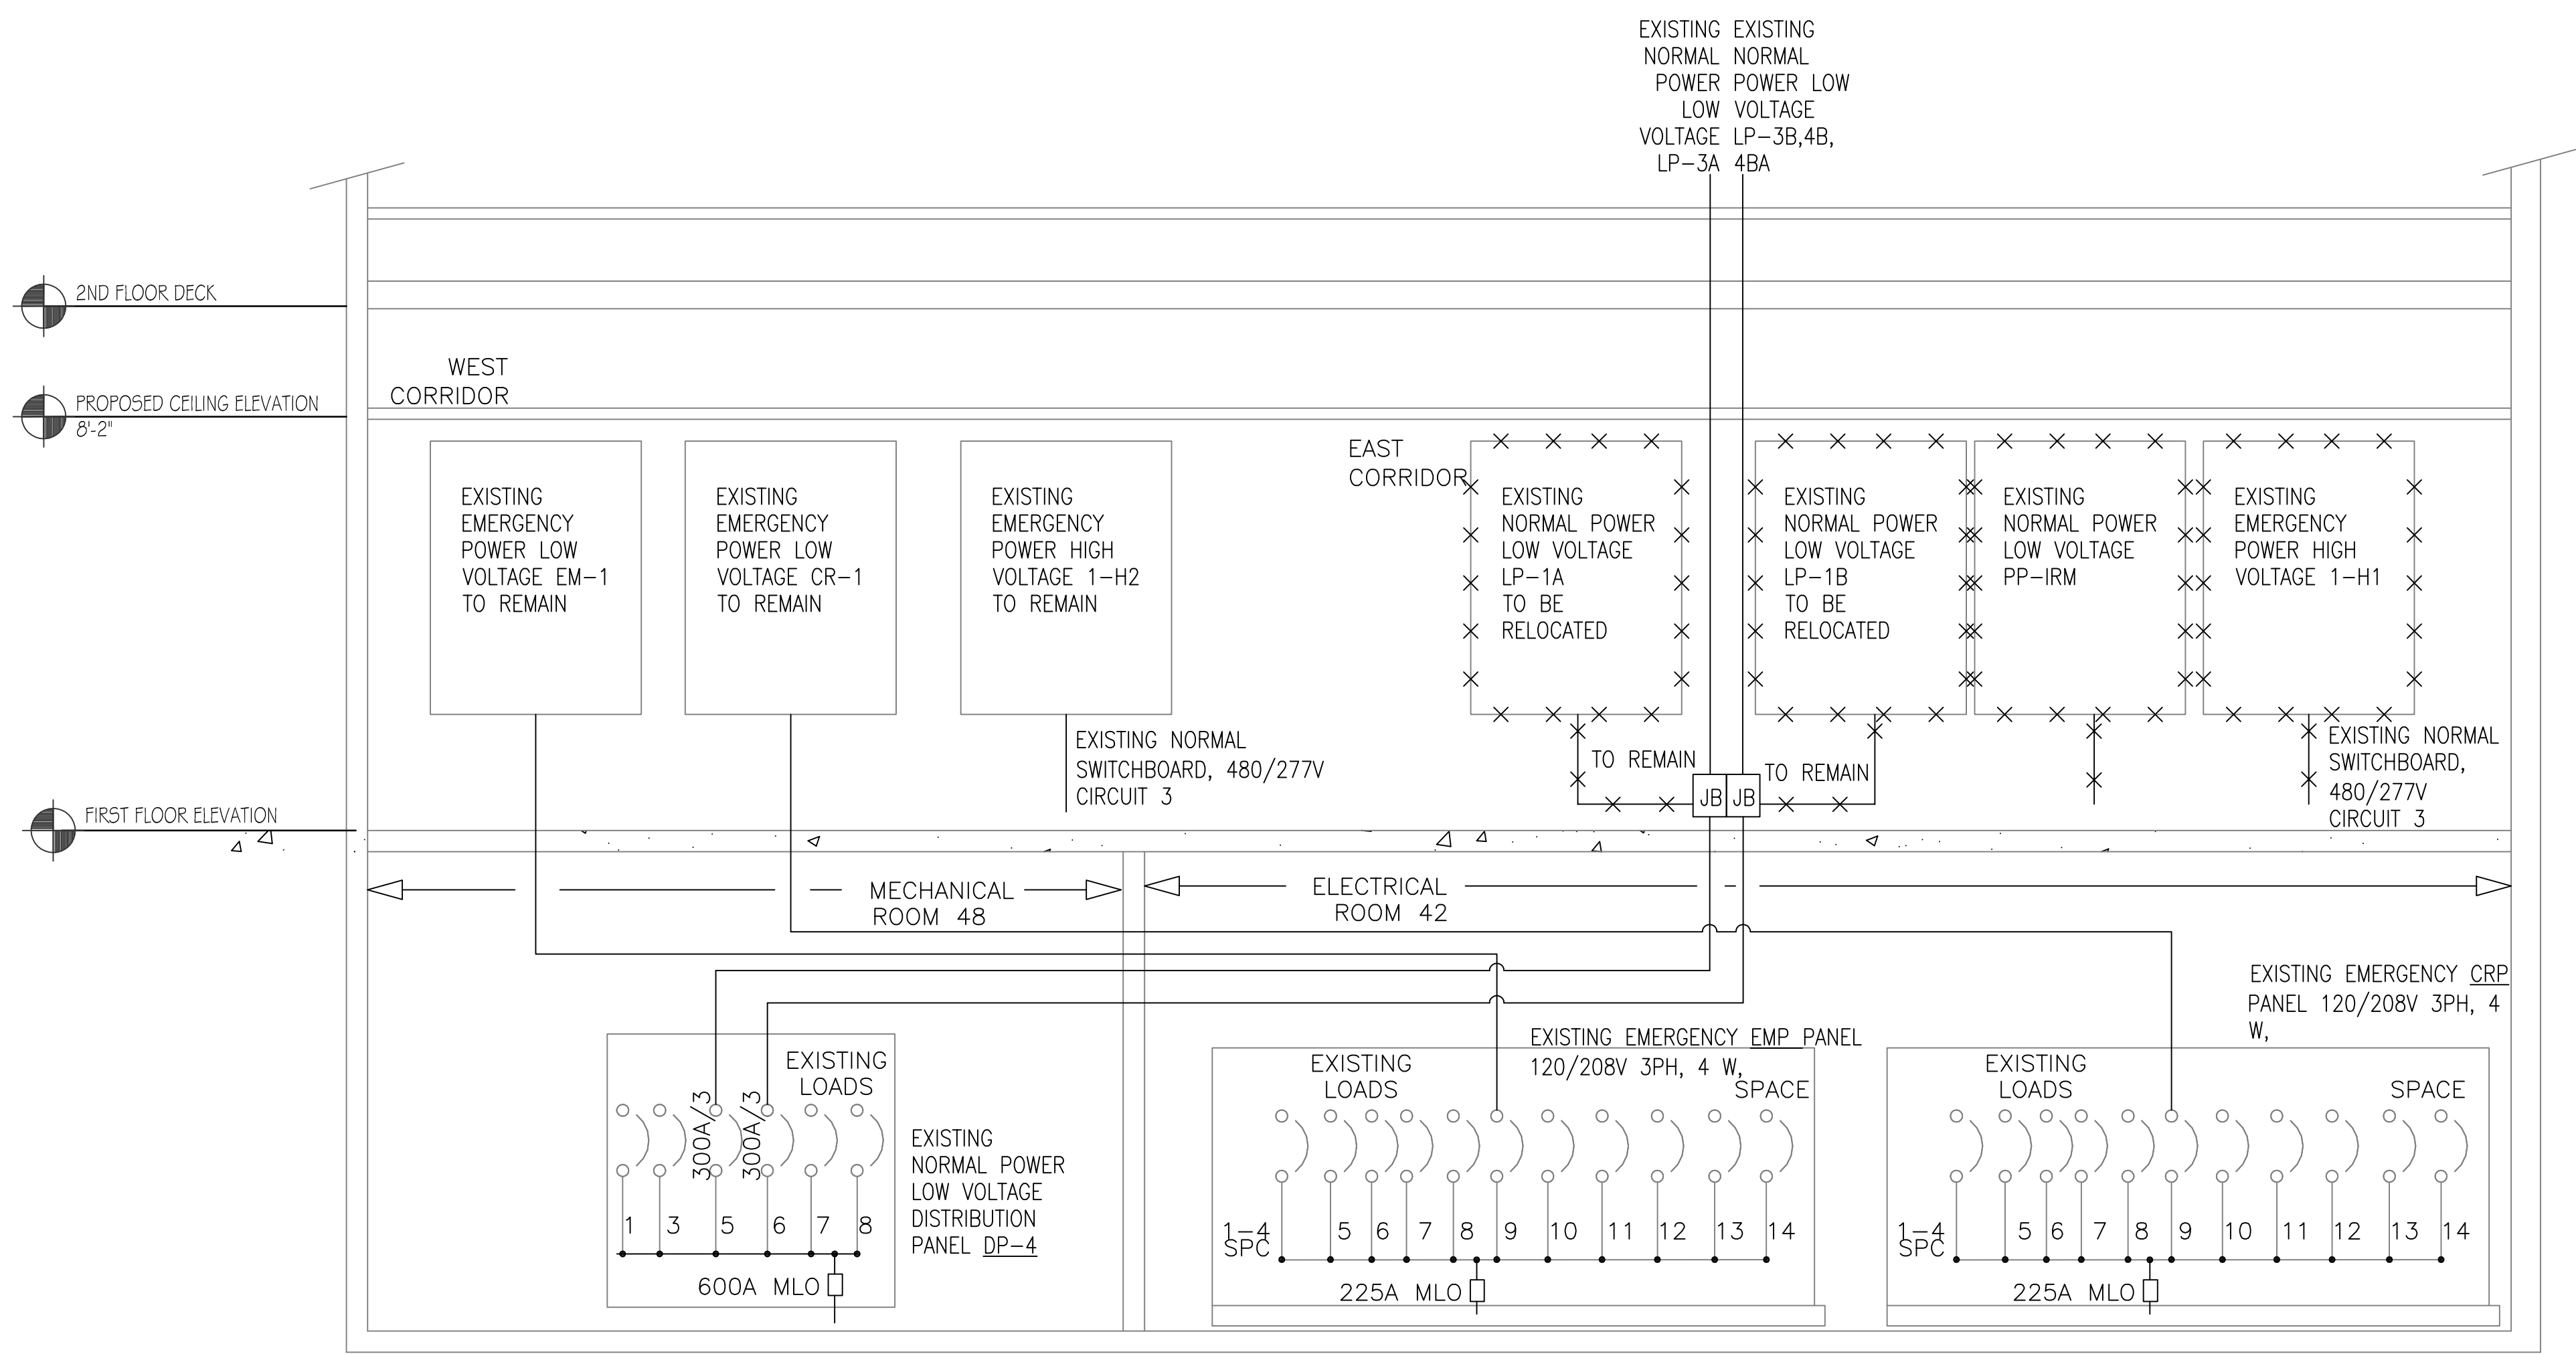 EXISTING
NORMAL
POWER
LOW
VOLTAGE
LP-3A
EXISTING
NORMAL
POWER LOW
VOLTAGE
LP-3B,4B,
4BA
2ND FLOOR DECK
WEST
CORRIDOR
PROPOSED CEILING ELEVATION
8'-2"
EXISTING
EMERGENCY
POWER LOW
VOLTAGE EM-1
TO REMAIN
EXISTING
EMERGENCY
POWER LOW
VOLTAGE CR-1
TO REMAIN
EXISTING
EMERGENCY
POWER HIGH
VOLTAGE 1-H2
TO REMAIN
EAST
CORRIDOR
EXISTING
NORMAL POWER
LOW VOLTAGE
LP-1A
TO BE
RELOCATED
EXISTING
NORMAL POWER
LOW VOLTAGE
LP-1B
TO BE
RELOCATED
EXISTING
NORMAL POWER
LOW VOLTAGE
PP-IRM
EXISTING
EMERGENCY
POWER HIGH
VOLTAGE 1-H1
EXISTING NORMAL
SWITCHBOARD, 480/277V
CIRCUIT 3
TO REMAIN
JB
JB
TO REMAIN
EXISTING NORMAL
SWITCHBOARD,
480/277V
CIRCUIT 3
FIRST FLOOR ELEVATION
MECHANICAL
ROOM 48
ELECTRICAL
ROOM 42
EXISTING
LOADS
300A/3
300A/3
1 3 5 6 7 8
600A MLO
EXISTING
NORMAL POWER
LOW VOLTAGE
DISTRIBUTION
PANEL DP-4
EXISTING EMERGENCY EMP PANEL
120/208V 3PH, 4 W,
EXISTING
LOADS
SPACE
1-4
SPC
5 6 7 8 9 10 11 12 13 14
225A MLO
EXISTING EMERGENCY CRP
PANEL 120/208V 3PH, 4
W,
EXISTING
LOADS
SPACE
1-4
SPC
5 6 7 8 9 10 11 12 13 14
225A MLO